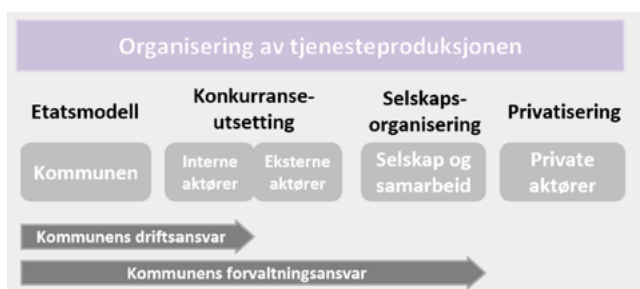 Organisering av tjenesteproduksjonen
Etatsmodell
Konkurranse-
utsetting
Selskaps-
organisering
Privatisering
Kommunen
Interne
aktører
Eksterne
aktører
Selskap og
samarbeid
Private
aktører
Kommunens driftsansvar
Kommunens forvaltningsansvar